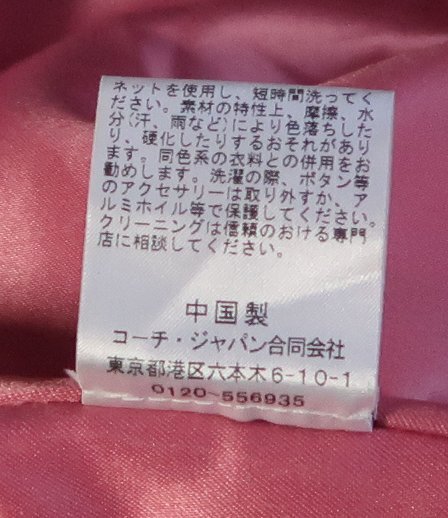 ネットを使用し、短時間洗ってく
ださい。素材の特性上、摩擦、水
分(汗、雨など)により色落ちした
り、硬化したりするおそれがあり
ます。同色系の衣料との併用をお
勧めします。洗濯の際、ボタン等
のアクセサリーは取り外すか、ア
ルミホイル等で保護してください。
クリーニングは信頼のおける専門
店に相談してください。
中国製
コーチ・ジャパン合同会社
東京都港区六本木6-10-1
0120-556935